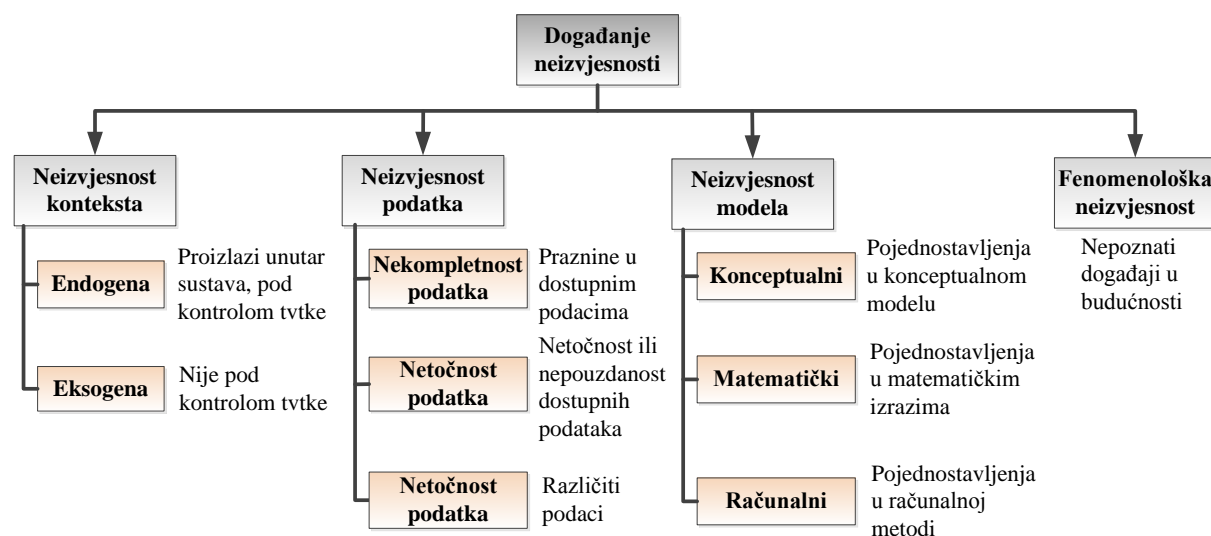 Događanje
neizvjesnosti
Neizvjesnost
konteksta
Endogena
Proizlazi unutar
sustava, pod
kontrolom tvtke
Eksogena
Nije pod
kontrolom tvtke
Neizvjesnost
podatka
Nekompletnost
podatka
Praznine u
dostupnim
podacima
Netočnost
podatka
Netočnost ili
nepouzdanost
dostupnih
podataka
Netočnost
podatka
Različiti
podaci
Neizvjesnost
modela
Konceptualni
Pojednostavljenja
u konceptualnom
modelu
Matematički
Pojednostavljenja
u matematičkim
izrazima
Računalni
Pojednostavljenja
u računalnoj
metodi
Fenomenološka
neizvjesnost
Nepoznati
događaji u
budućnosti